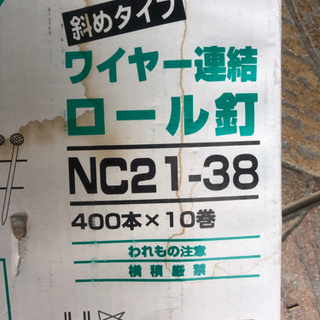 斜めタイプ
ワイヤー連結
ロール釘
NC21-38
400本×10巻
われもの注意
横積厳禁